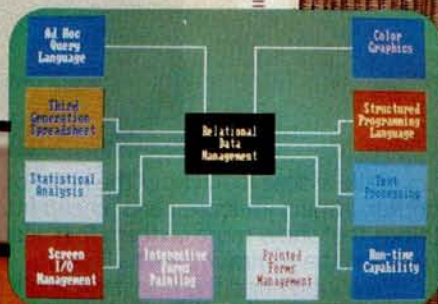 Ad Hoc
Query
Language
Color
Graphics
Third
Generation
Spreadsheet
Relational
Data
Management
Structured
Programming
Language
Statistical
Analysis
Text
Processing
Screen
I/O
Management
Interactive
Forms
Painting
Printed
Forms
Management
Run-time
Capability